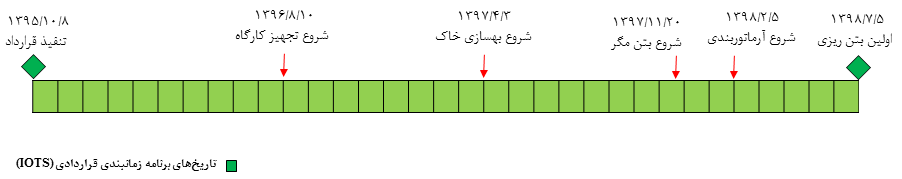 ۱۳۹۵/۱۰/۸
تنفیذ قرارداد
۱۳۹۶/۸/۱۰
شروع تجهیز کارگاه
۱۳۹۷/۴/۳
شروع بهسازی خاک
۱۳۹۷/۱۱/۲۰
شروع بتن مگر
۱۳۹۸/۲/۵
شروع آرماتوربندی
۱۳۹۸/۷/۵
اولین بتن ریزی
تاریخ‌های برنامه زمانبندی قراردادی (IOTS)